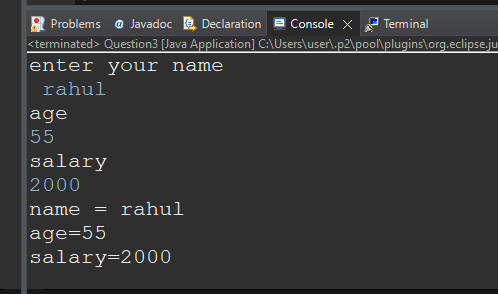 Problems Javadoc Declaration Console Terminal
<terminated> Question3 [Java Application] C:\Users\user\.p2\pool\plugins\org.eclipse.ju
enter your name
rahul
age
55
salary
2000
name = rahul
age=55
salary=2000